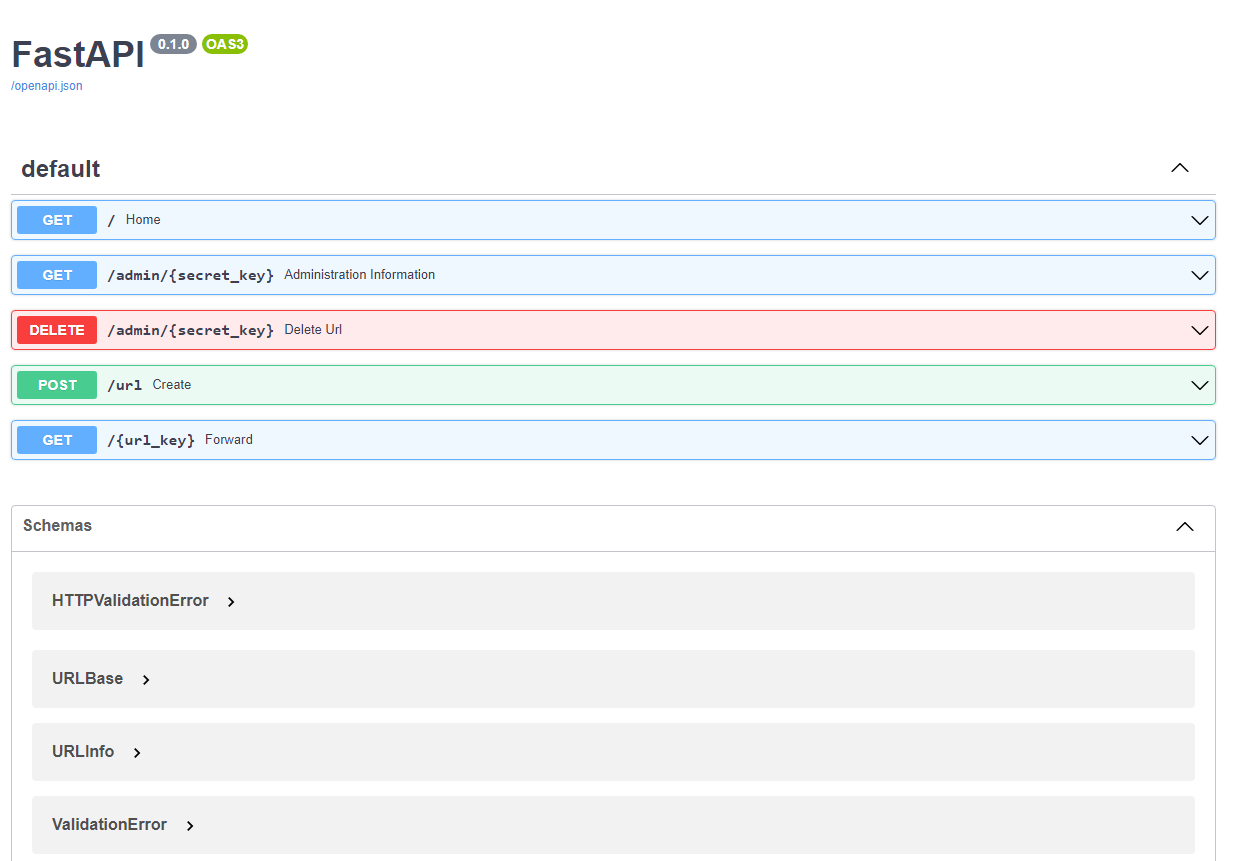 FastAPI 0.1.0 OAS3
/openapi.json
default
GET / Home
GET /admin/{secret_key} Administration Information
DELETE /admin/{secret_key} Delete Url
POST /url Create
GET /{url_key} Forward
Schemas
HTTPValidationError
URLBase
URLInfo
ValidationError